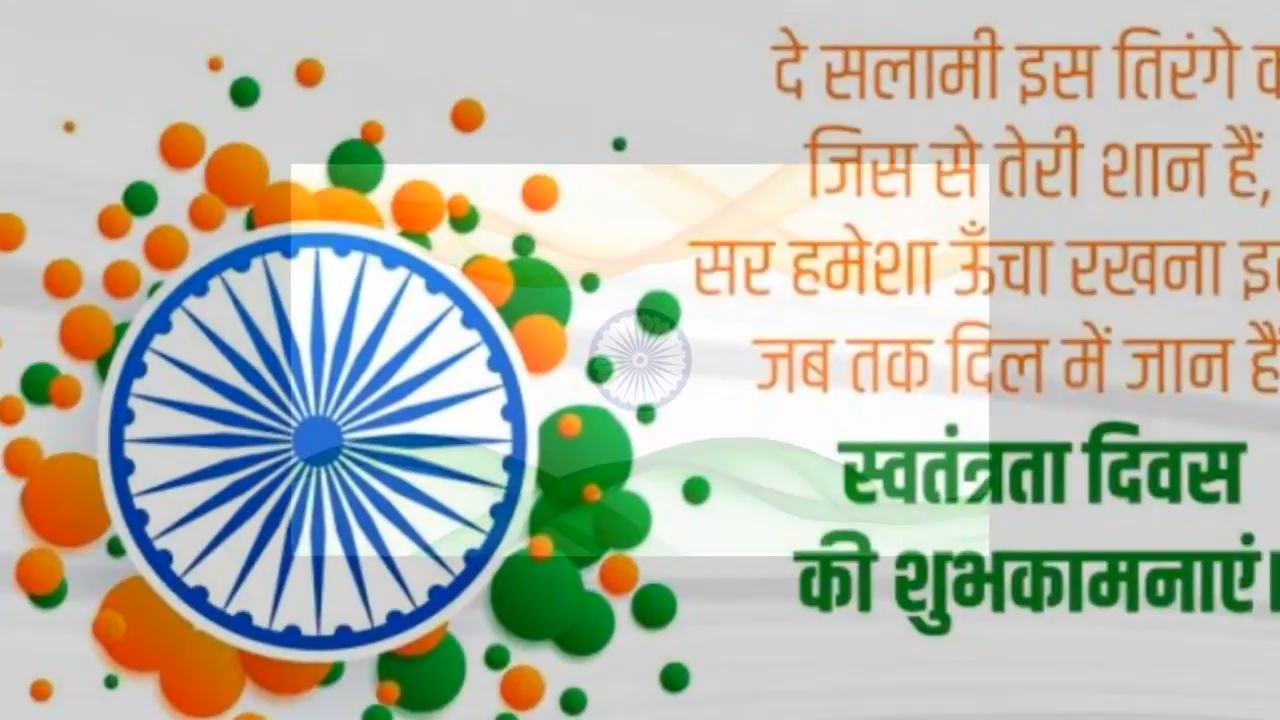 दे सलामी इस तिरंगे
जिस से तेरी शान हैं,
सर हमेशा ऊँचा रखना
जब तक दिल में जान
स्वतंत्रता दिवस
की शुभकामनाएं।